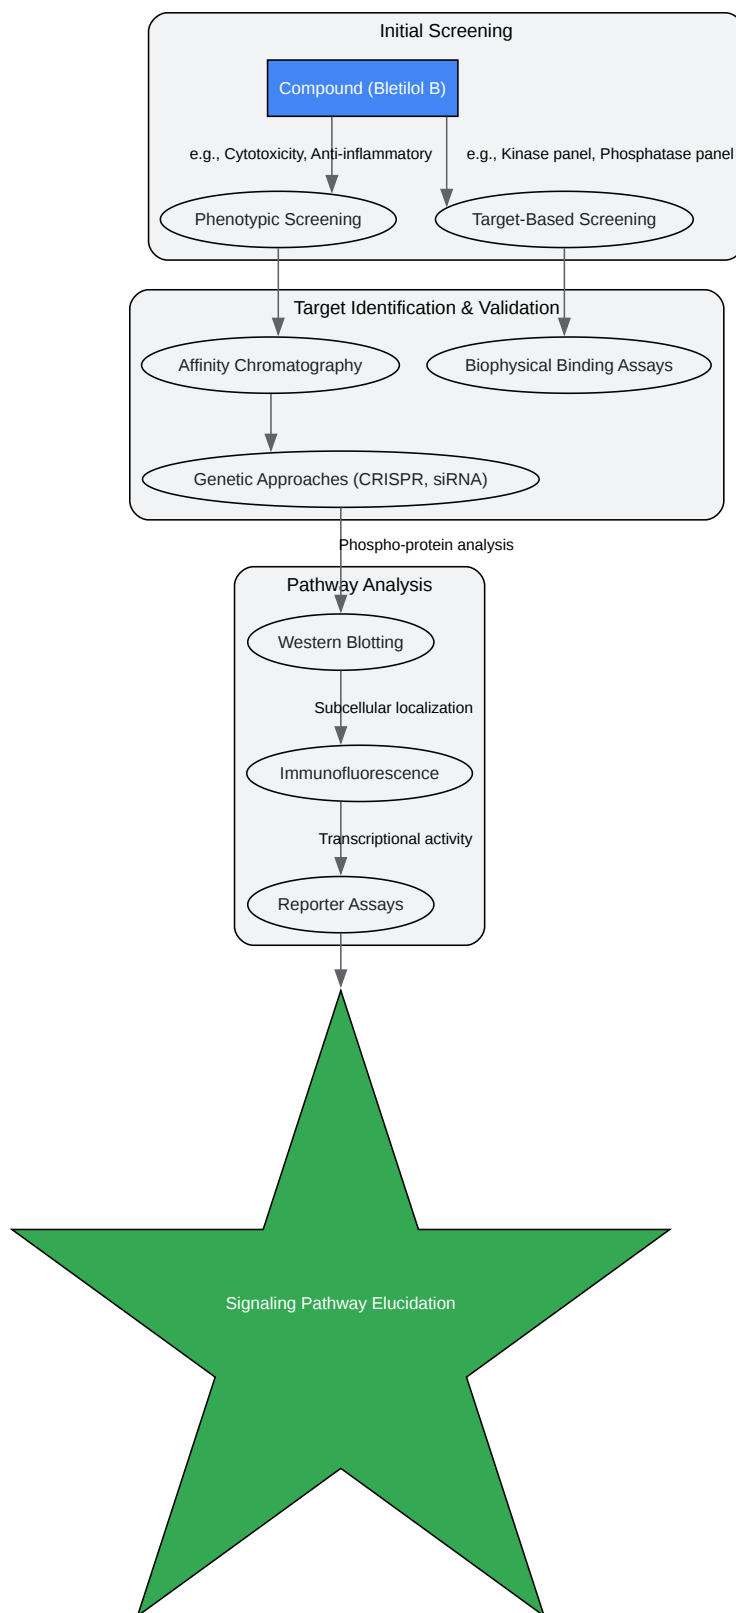 Initial Screening
Compound (Bletilol B)
e.g., Cytotoxicity, Anti-inflammatory
e.g., Kinase panel, Phosphatase panel
Phenotypic Screening
Target-Based Screening
Target Identification & Validation
Affinity Chromatography
Biophysical Binding Assays
Genetic Approaches (CRISPR, siRNA)
Phospho-protein analysis
Pathway Analysis
Western Blotting
Subcellular localization
Immunofluorescence
Transcriptional activity
Reporter Assays
Signaling Pathway Elucidation